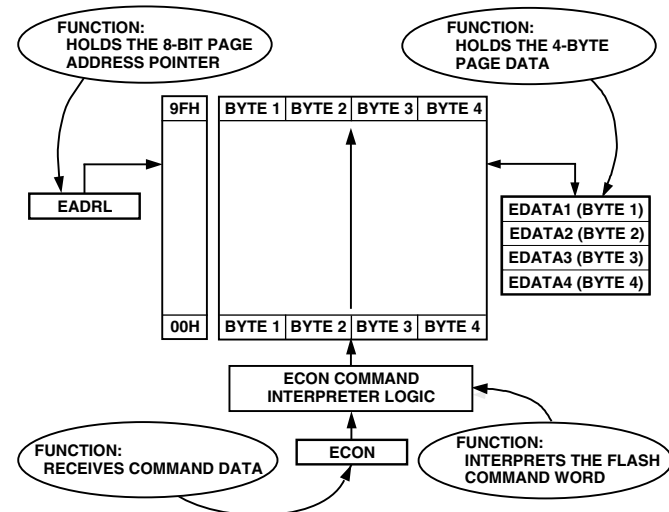 FUNCTION:
HOLDS THE 8-BIT PAGE
ADDRESS POINTER
FUNCTION:
HOLDS THE 4-BYTE
PAGE DATA
9FH
BYTE 1 BYTE 2 BYTE 3 BYTE 4
EADRL
EDATA1 (BYTE 1)
EDATA2 (BYTE 2)
EDATA3 (BYTE 3)
EDATA4 (BYTE 4)
00H
BYTE 1 BYTE 2 BYTE 3 BYTE 4
ECON COMMAND
INTERPRETER LOGIC
FUNCTION:
RECEIVES COMMAND DATA
ECON
FUNCTION:
INTERPRETS THE FLASH
COMMAND WORD